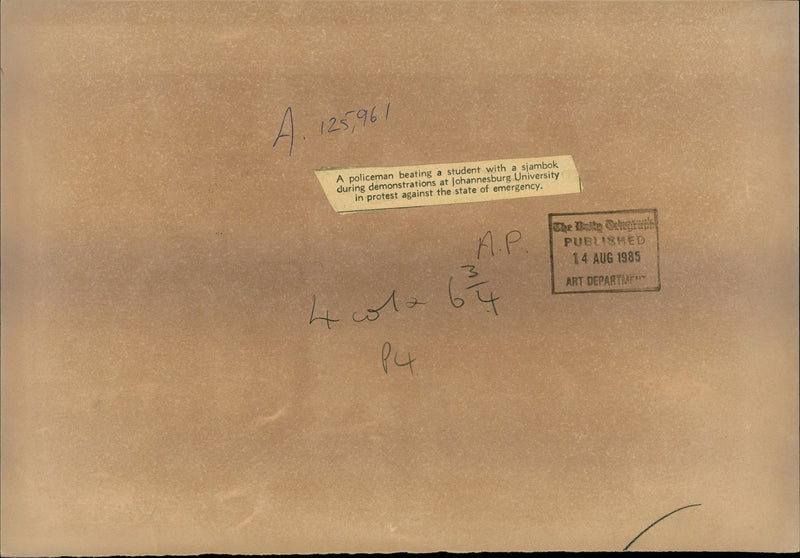 A. 125,961
A policeman beating a student with a sjambok
during demonstrations at Johannesburg University
in protest against the state of emergency.
A.P.
The Daily Telegraph
PUBLISHED
14 AUG 1985
ART DEPARTMENT
4 col x 6 3/4
P4